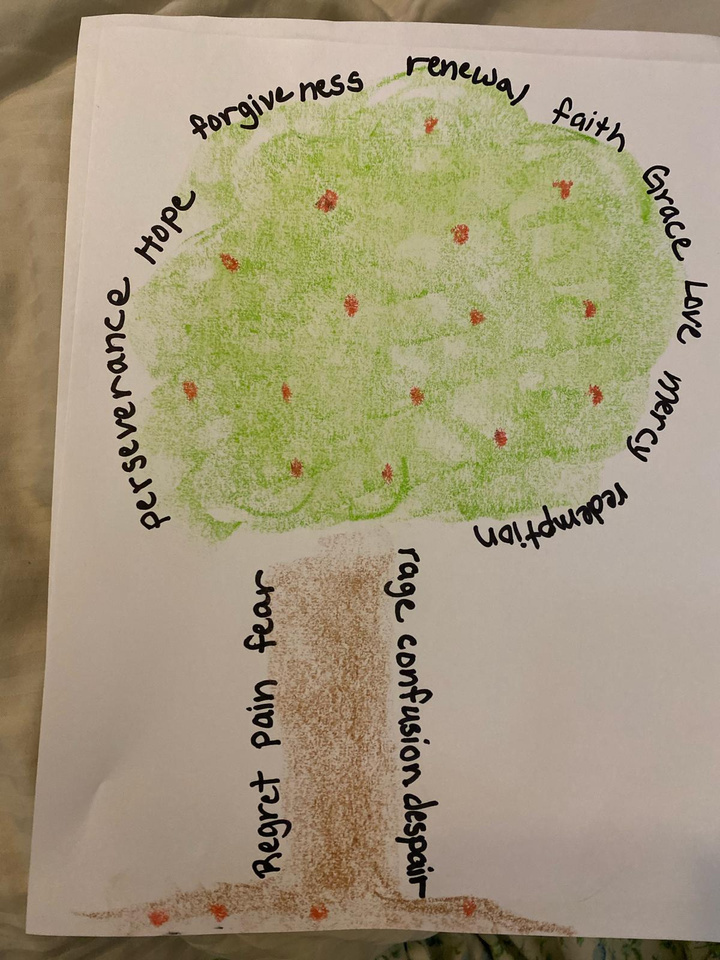 perseverance Hope forgiveness renewal faith Grace Love mercy redemption
Regret pain fear
rage confusion despair